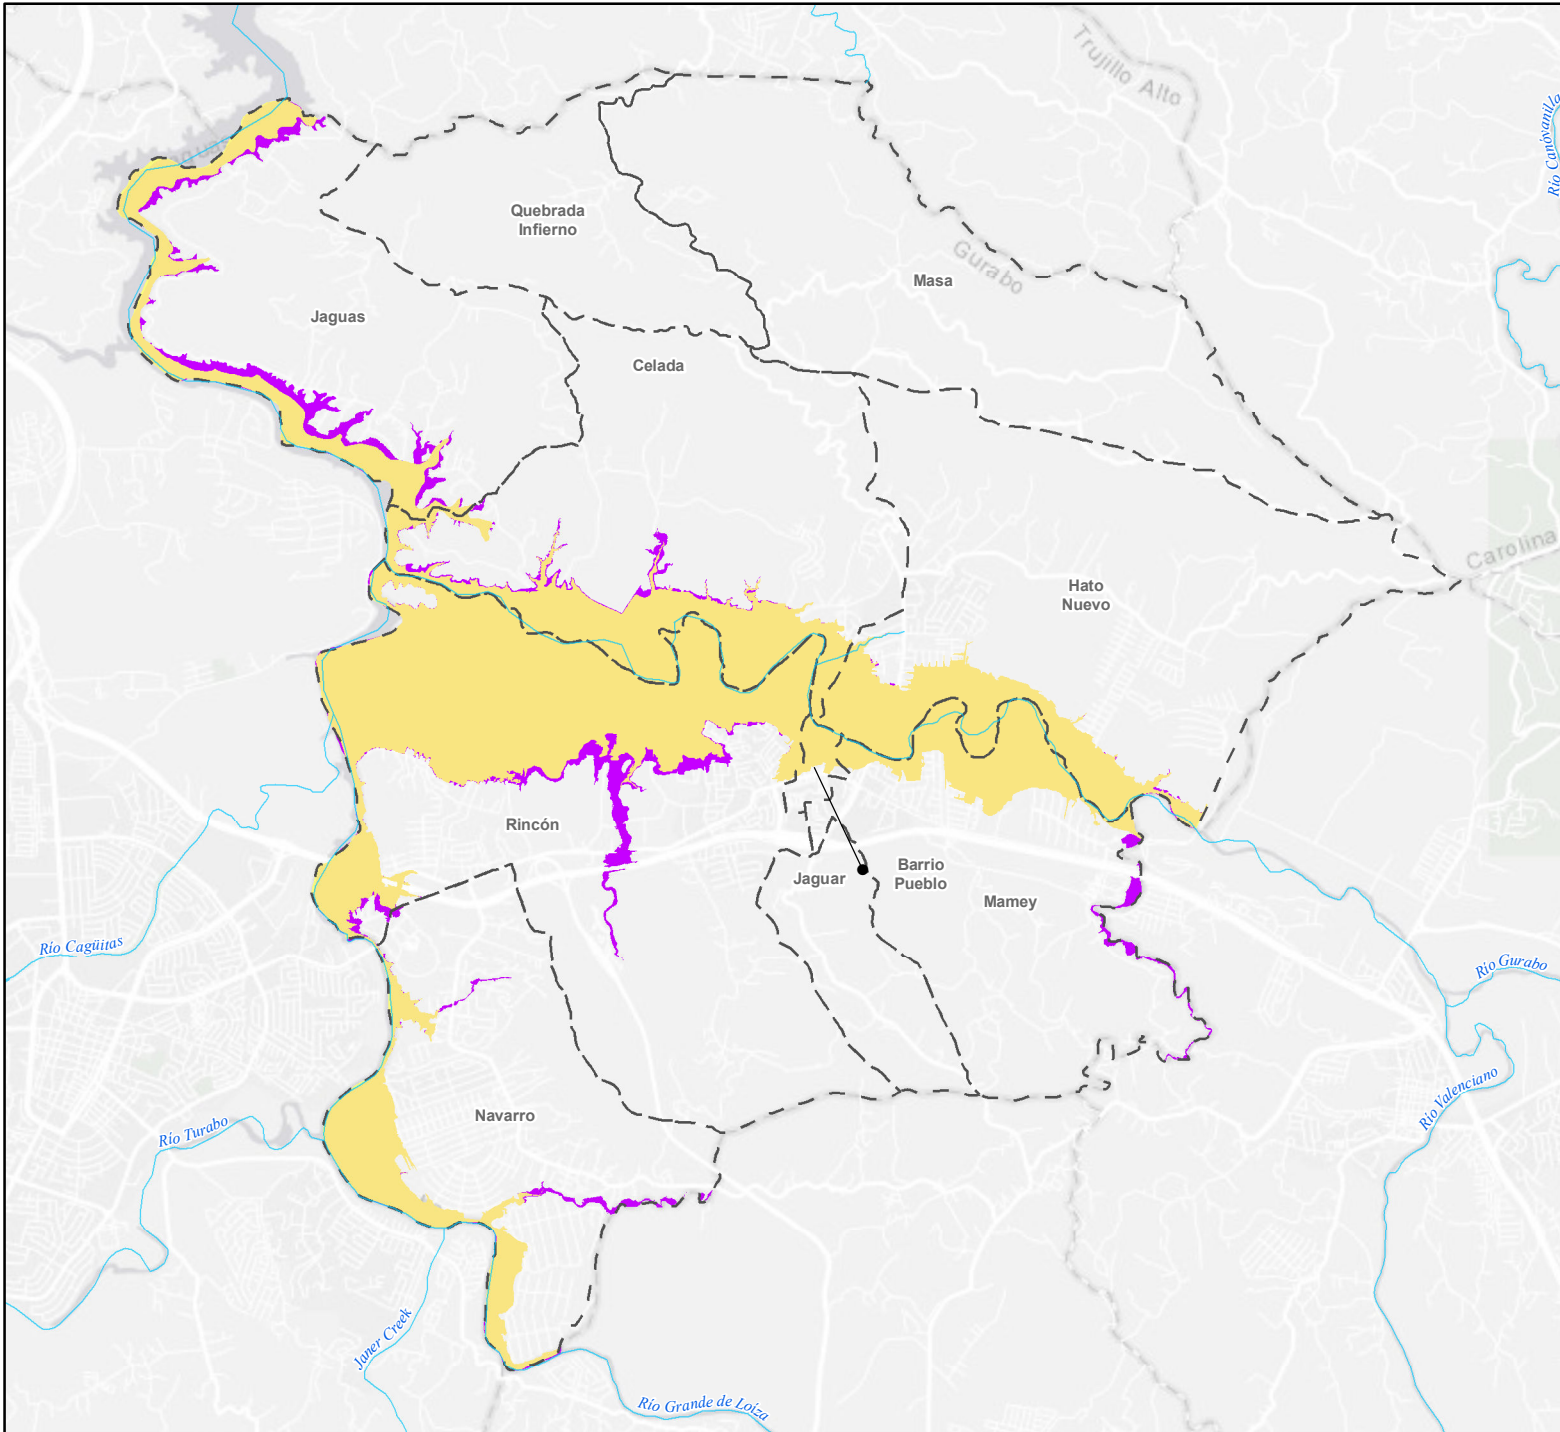 Trujillo Alto
Río Canóvanilla
Quebrada
Infierno
Gurabo
Masa
Jaguas
Celada
Carolina
Hato
Nuevo
Rincón
Jaguar
Barrio
Pueblo
Mamey
Río Cagüitas
Río Gurabo
Río Valenciano
Navarro
Río Turabo
Janer Creek
Río Grande de Loíza